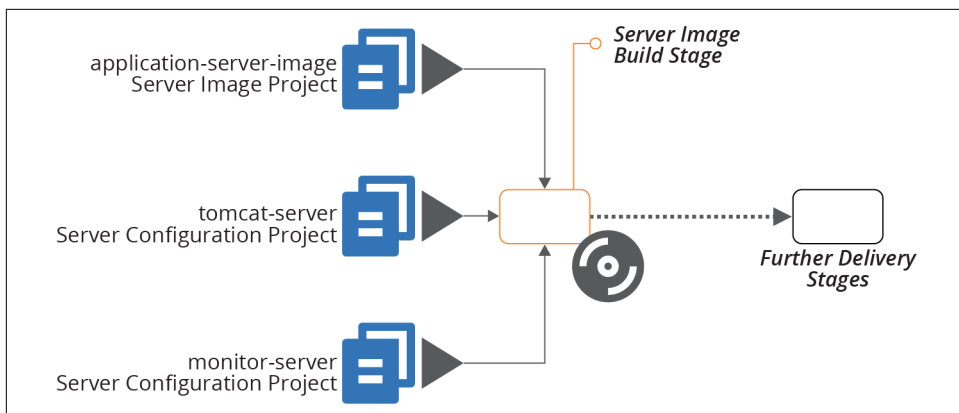 application-server-image
Server Image Project
Server Image
Build Stage
tomcat-server
Server Configuration Project
Further Delivery
Stages
monitor-server
Server Configuration Project